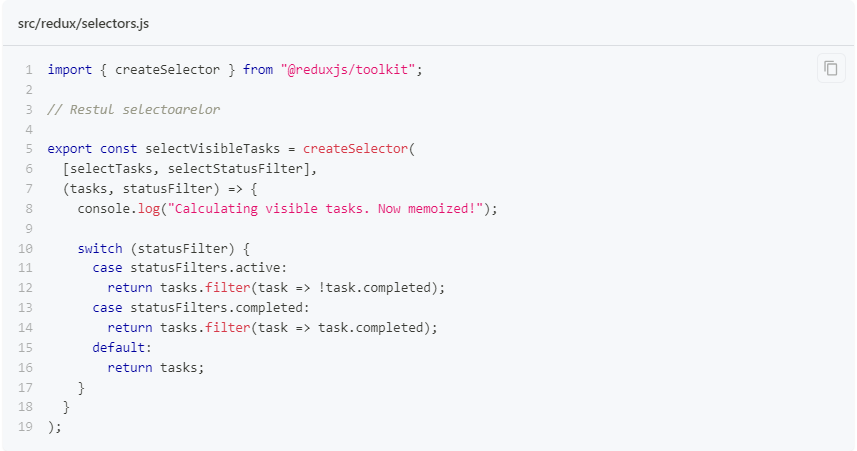 src/redux/selectors.js
1 import { createSelector } from "@reduxjs/toolkit";
2
3 // Restul selectoarelor
4
5 export const selectVisibleTasks = createSelector(
6   [selectTasks, selectStatusFilter],
7   (tasks, statusFilter) => {
8     console.log("Calculating visible tasks. Now memoized!");
9
10     switch (statusFilter) {
11       case statusFilters.active:
12         return tasks.filter(task => !task.completed);
13       case statusFilters.completed:
14         return tasks.filter(task => task.completed);
15       default:
16         return tasks;
17     }
18   }
19 );